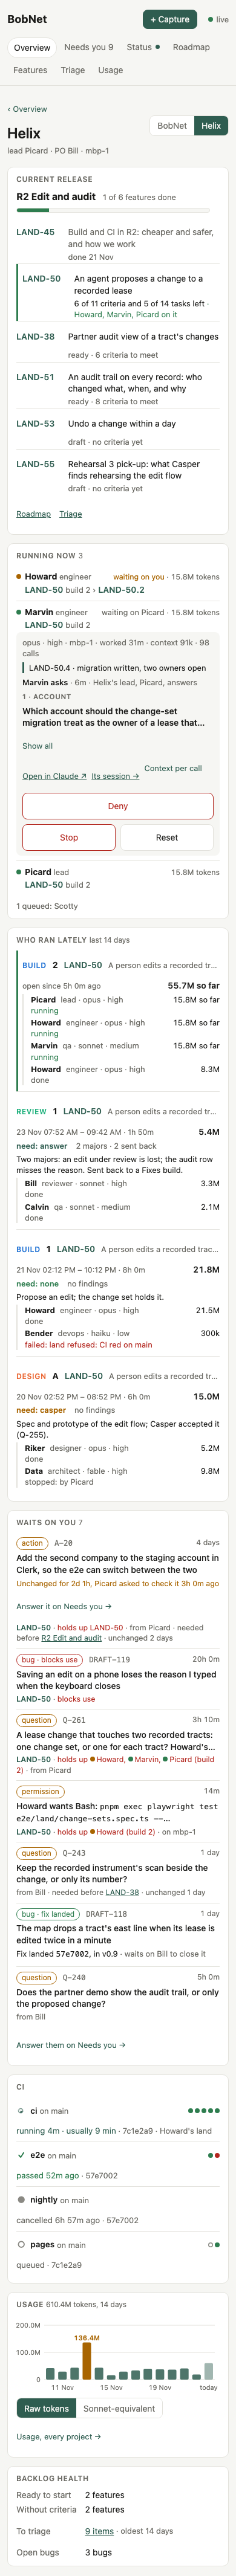 BobNet
+ Capture
live
Overview
Needs you 9
Status
Roadmap
Features
Triage
Usage
‹ Overview
Helix
BobNet
Helix
lead Picard · PO Bill · mbp-1
CURRENT RELEASE
R2 Edit and audit 1 of 6 features done
LAND-45 Build and CI in R2: cheaper and safer,
and how we work
done 21 Nov
LAND-50 An agent proposes a change to a
recorded lease
6 of 11 criteria and 5 of 14 tasks left ·
Howard, Marvin, Picard on it
LAND-38 Partner audit view of a tract's changes
ready · 6 criteria to meet
LAND-51 An audit trail on every record: who
changed what, when, and why
ready · 8 criteria to meet
LAND-53 Undo a change within a day
draft · no criteria yet
LAND-55 Rehearsal 3 pick-up: what Casper
finds rehearsing the edit flow
draft · no criteria yet
Roadmap Triage
RUNNING NOW 3
Howard engineer waiting on you · 15.8M tokens
LAND-50 build 2 › LAND-50.2
Marvin engineer waiting on Picard · 15.8M tokens
LAND-50 build 2
opus · high · mbp-1 · worked 31m · context 91k · 98
calls
LAND-50.4 · migration written, two owners open
Marvin asks · 6m · Helix's lead, Picard, answers
1 · ACCOUNT
Which account should the change-set
migration treat as the owner of a lease that...
Show all
Context per call
Open in Claude ↗ Its session →
Deny
Stop
Reset
Picard lead 15.8M tokens
LAND-50 build 2
1 queued: Scotty
WHO RAN LATELY last 14 days
BUILD 2 LAND-50 A person edits a recorded tr...
open since 5h 0m ago 55.7M so far
Picard lead · opus · high 15.8M so far
running
Howard engineer · opus · high 15.8M so far
running
Marvin qa · sonnet · medium 15.8M so far
running
Howard engineer · opus · high 8.3M
done
REVIEW 1 LAND-50 A person edits a recorded tr...
23 Nov 07:52 AM – 09:42 AM · 1h 50m 5.4M
need: answer 2 majors · 2 sent back
Two majors: an edit under review is lost; the audit row
misses the reason. Sent back to a Fixes build.
Bill reviewer · sonnet · high 3.3M
done
Calvin qa · sonnet · medium 2.1M
done
BUILD 1 LAND-50 A person edits a recorded trac...
21 Nov 02:12 PM – 10:12 PM · 8h 0m 21.8M
need: none no findings
Propose an edit; the change set holds it.
Howard engineer · opus · high 21.5M
done
Bender devops · haiku · low 300k
failed: land refused: CI red on main
DESIGN A LAND-50 A person edits a recorded tr...
20 Nov 02:52 PM – 08:52 PM · 6h 0m 15.0M
need: casper no findings
Spec and prototype of the edit flow; Casper accepted it
(Q-255).
Riker designer · opus · high 5.2M
done
Data architect · fable · high 9.8M
stopped: by Picard
WAITS ON YOU 7
action A–20 4 days
Add the second company to the staging account in
Clerk, so the e2e can switch between the two
Unchanged for 2d 1h, Picard asked to check it 3h 0m ago
Answer it on Needs you →
LAND-50 · holds up LAND-50 · from Picard · needed
before R2 Edit and audit · unchanged 2 days
bug · blocks use DRAFT–119 20h 0m
Saving an edit on a phone loses the reason I typed
when the keyboard closes
LAND-50 · blocks use
question Q–261 3h 10m
A lease change that touches two recorded tracts:
one change set, or one for each tract? Howard's...
LAND-50 · holds up Howard, Marvin, Picard (build
2) · from Picard
permission 14m
Howard wants Bash: pnpm exec playwright test
e2e/land/change-sets.spec.ts –-...
LAND-50 · holds up Howard (build 2) · on mbp-1
question Q–243 1 day
Keep the recorded instrument's scan beside the
change, or only its number?
from Bill · needed before LAND-38 · unchanged 1 day
bug · fix landed DRAFT–118 1 day
The map drops a tract's east line when its lease is
edited twice in a minute
Fix landed 57e7002, in v0.9 · waits on Bill to close it
question Q–240 5h 0m
Does the partner demo show the audit trail, or only
the proposed change?
from Bill
Answer them on Needs you →
CI
ci on main
running 4m · usually 9 min · 7c1e2a9 · Howard's land
e2e on main
passed 52m ago · 57e7002
nightly on main
cancelled 6h 57m ago · 57e7002
pages on main
queued · 7c1e2a9
USAGE 610.4M tokens, 14 days
200.0M
136.4M
100.0M
0
11 Nov 15 Nov 19 Nov today
Raw tokens
Sonnet-equivalent
Usage, every project →
BACKLOG HEALTH
Ready to start 2 features
Without criteria 2 features
To triage 9 items · oldest 14 days
Open bugs 3 bugs